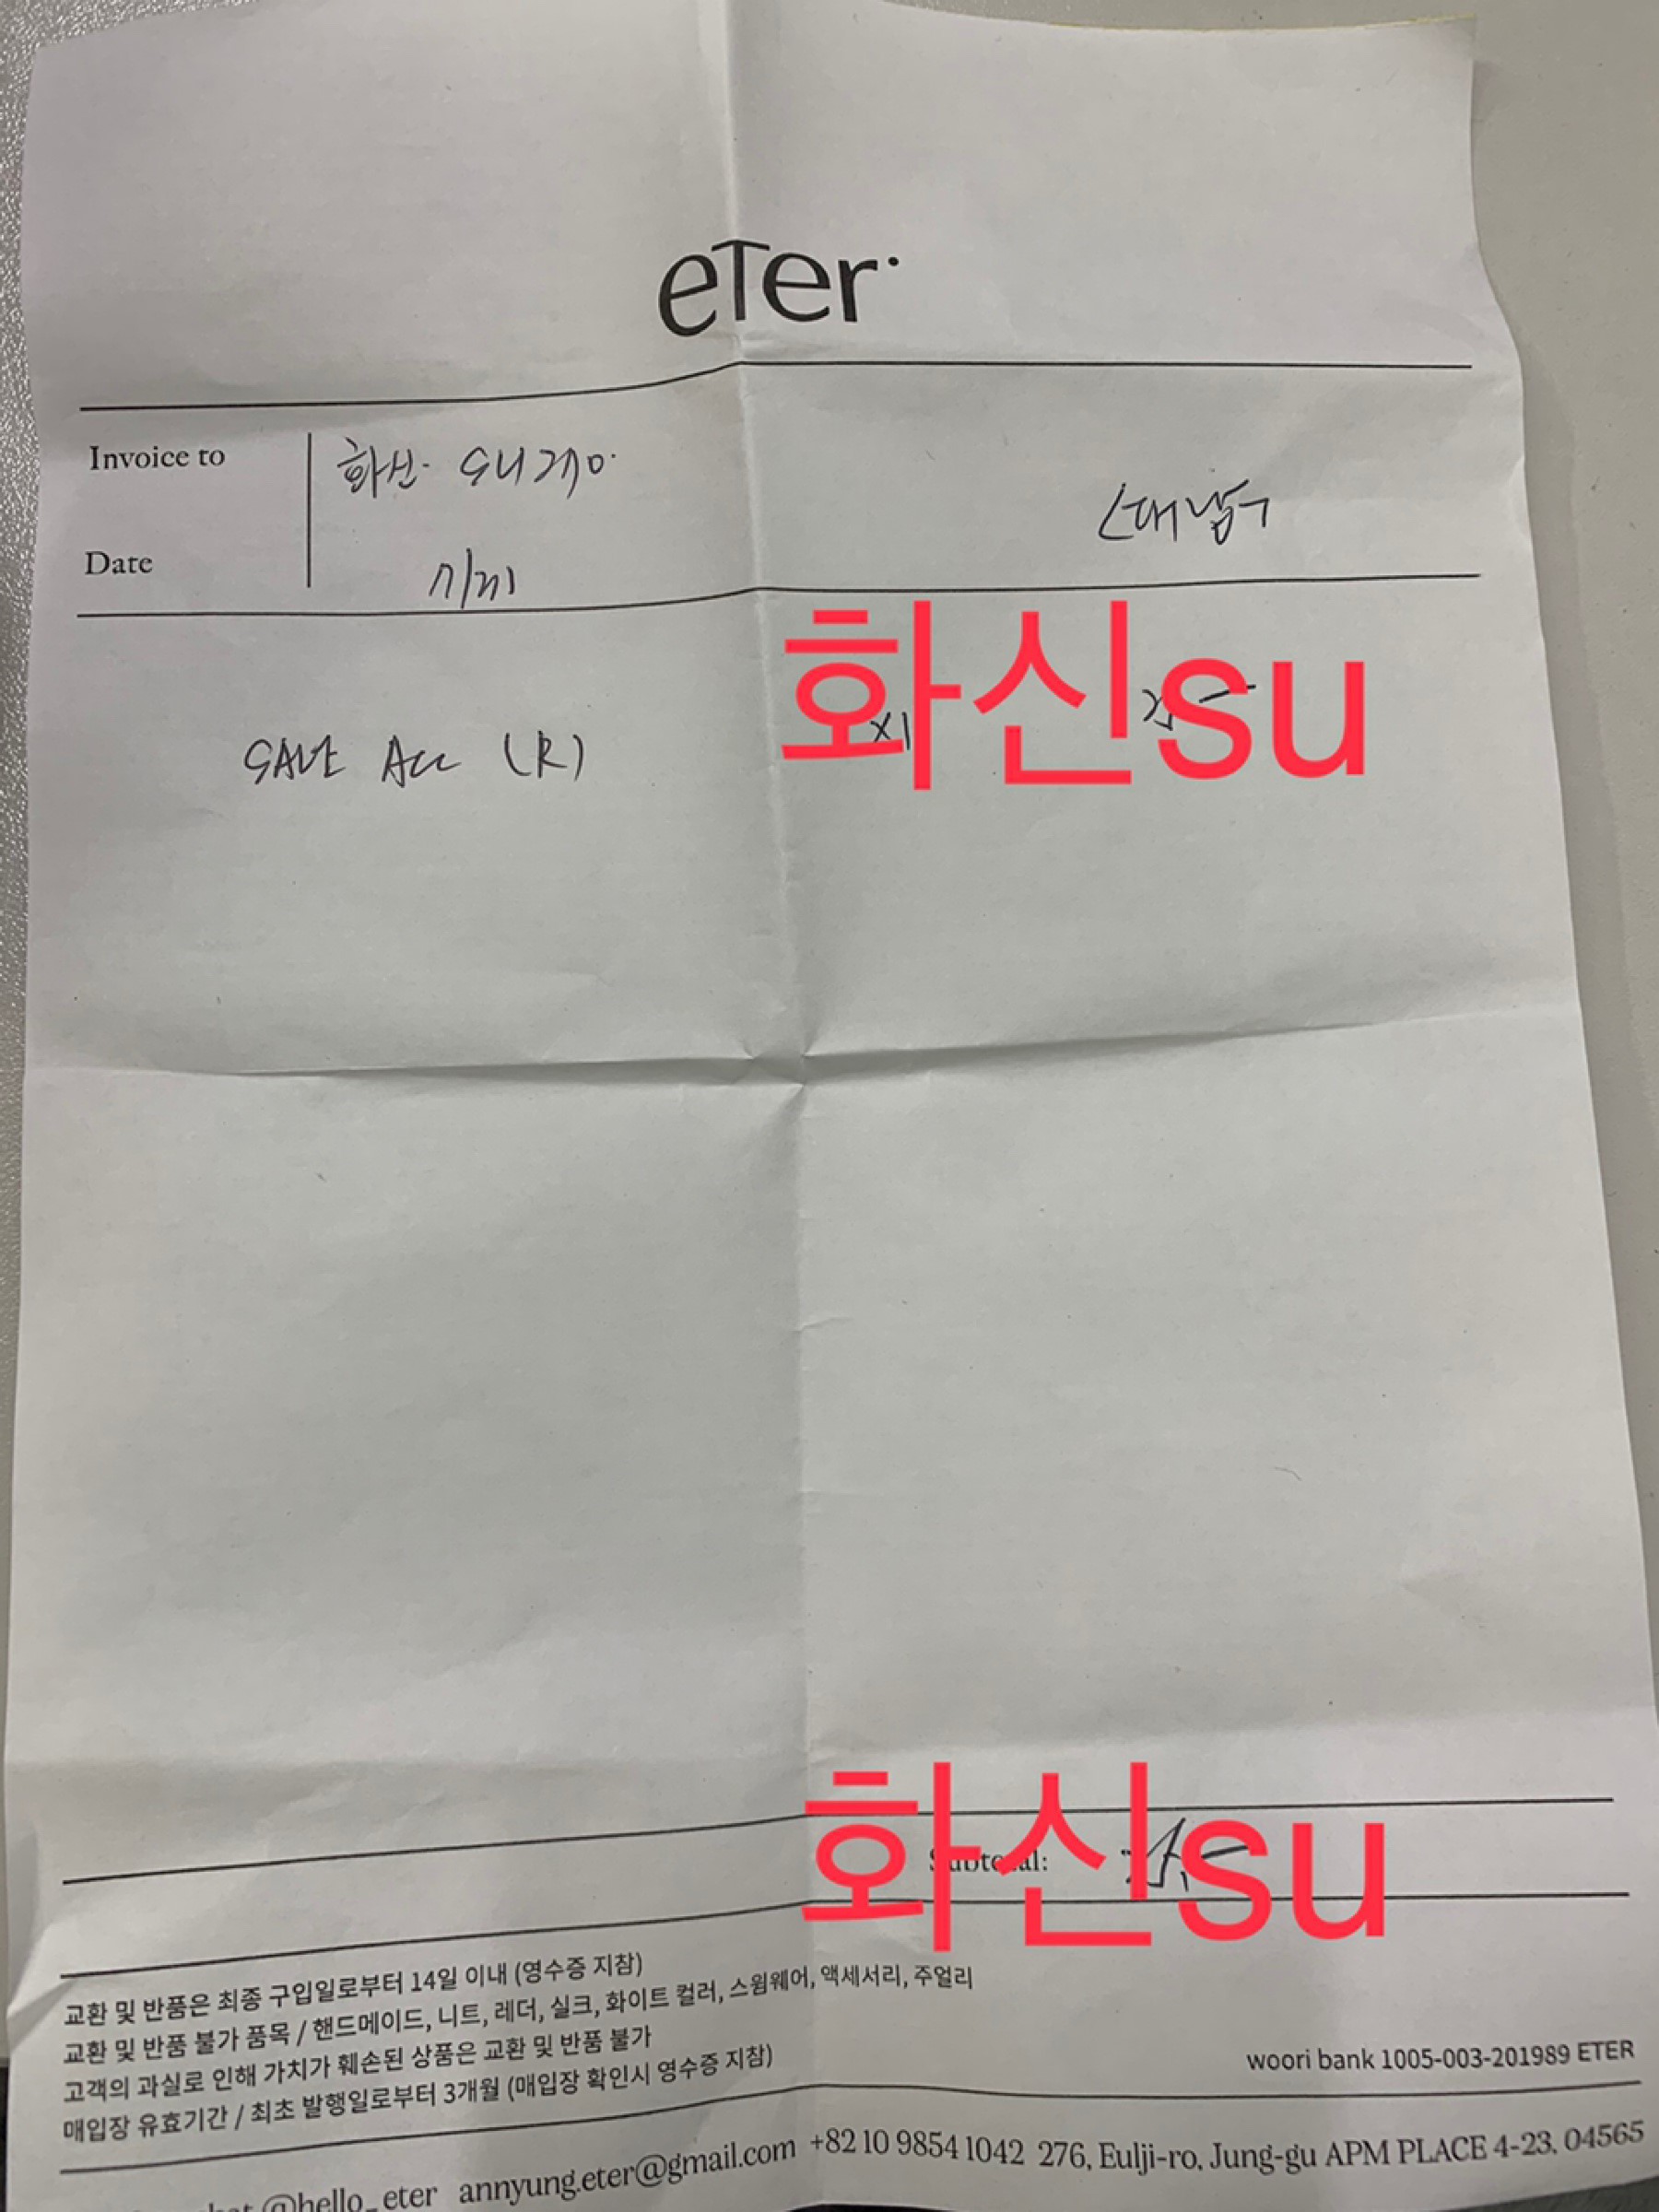 eTer.
Invoice to
화신
Date
7/21
화신su
x1
ACC (R)
화신su
Subtotal:
교환 및 반품은 최종 구입일로부터 14일 이내 (영수증 지참)
교환 및 반품 불가 품목 / 핸드메이드, 니트, 레더, 실크, 화이트 컬러, 스윔웨어, 액세서리, 주얼리
고객의 과실로 인해 가치가 훼손된 상품은 교환 및 반품 불가
매입장 유효기간 / 최초 발행일로부터 3개월 (매입장 확인시 영수증 지참)
woori bank 1005-003-201989 ETER
@hello_eter annyung.eter@gmail.com +82 10 9854 1042 276, Eulji-ro, Jung-gu APM PLACE 4-23, 04565